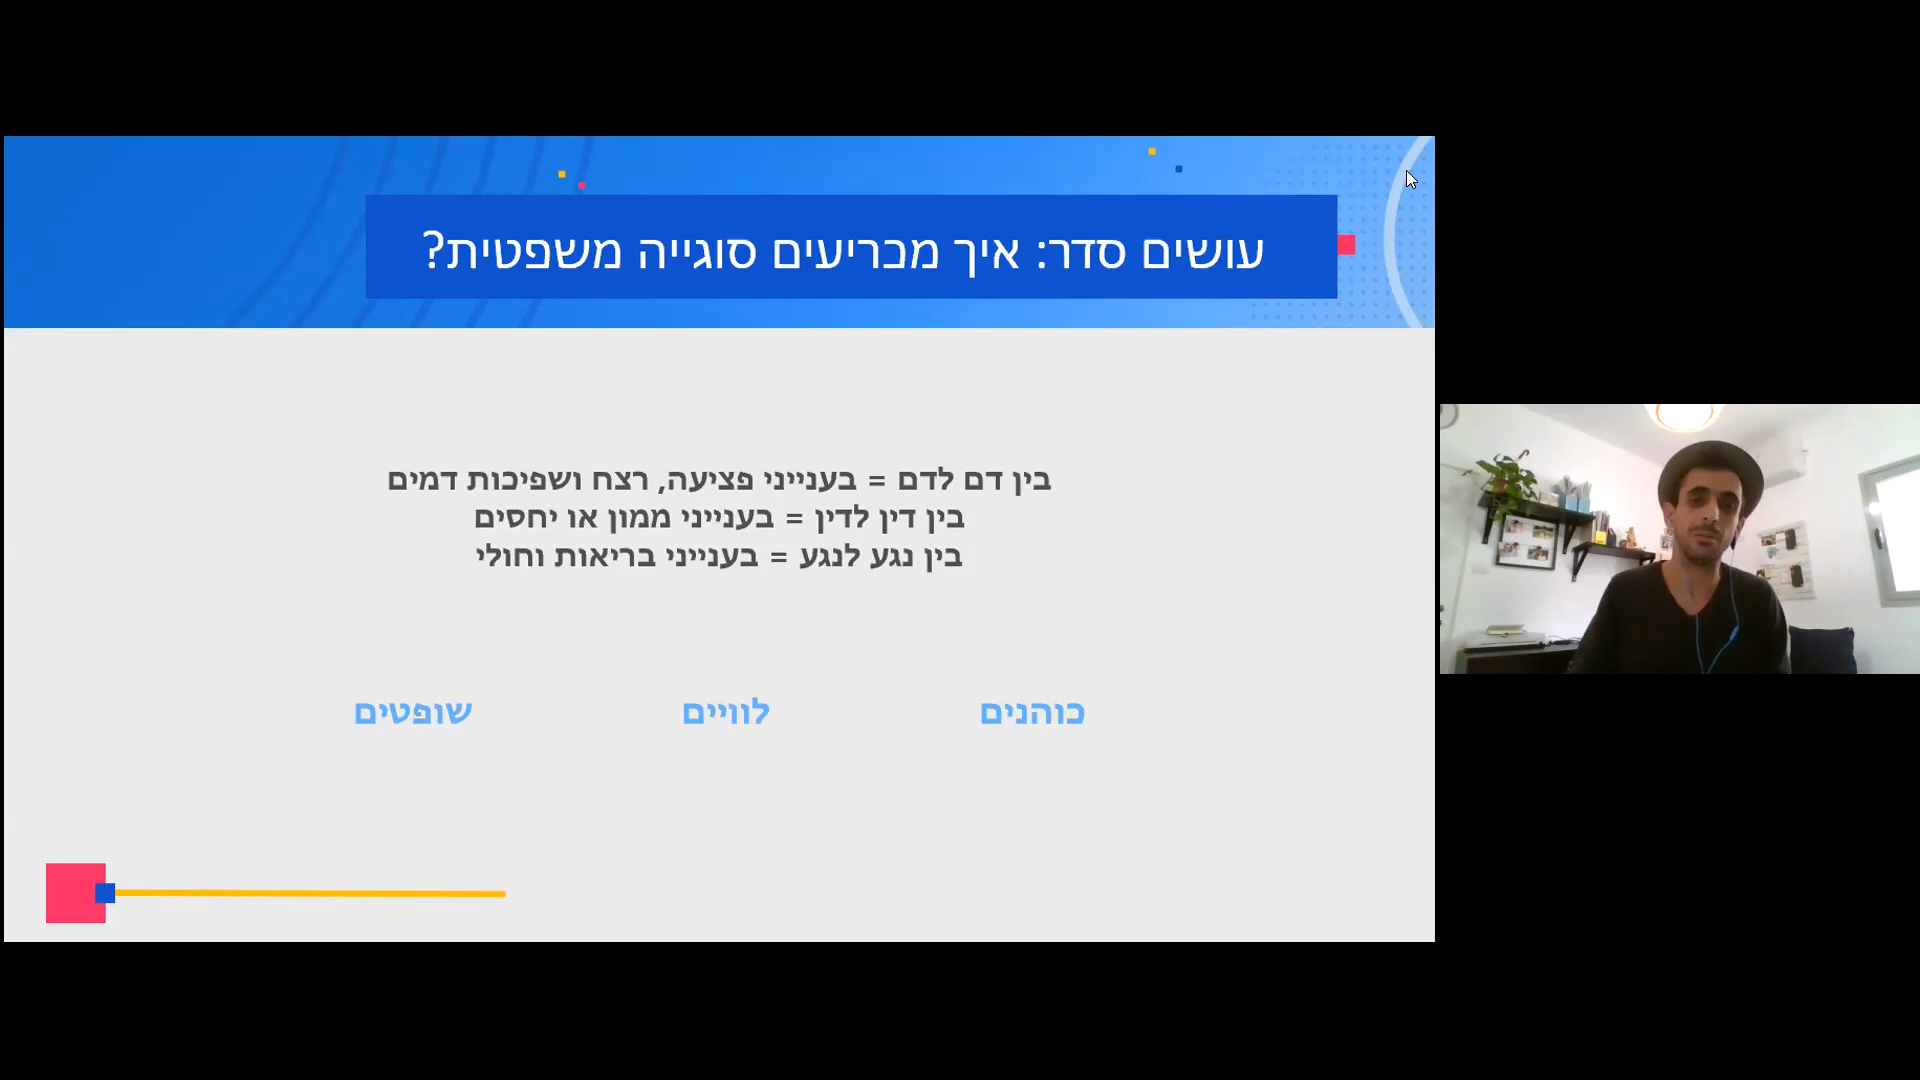 עושים סדר: איך מכריעים סוגייה משפטית?
בין דם לדם = בענייני פציעה, רצח ושפיכות דמים
בין דין לדין = בענייני ממון או יחסים
בין נגע לנגע = בענייני בריאות וחולי
כוהנים לוויים שופטים